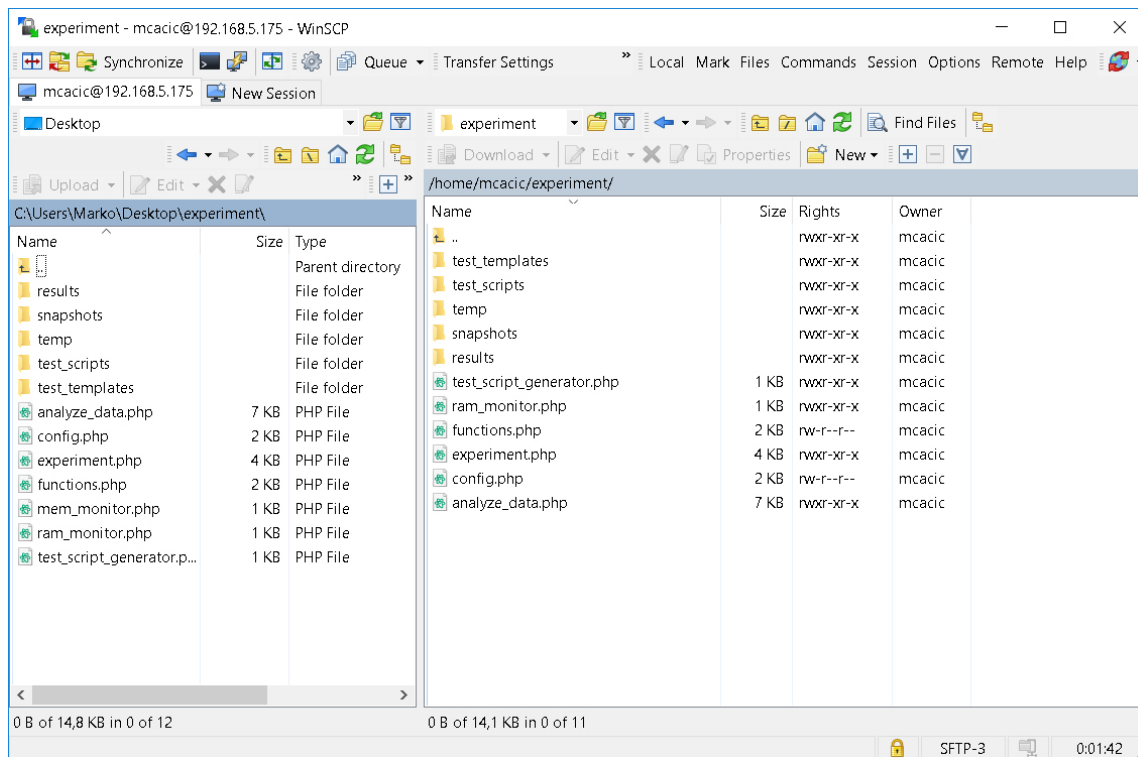 experiment - mcacic@192.168.5.175 - WinSCP
Synchronize Queue Transfer Settings » Local Mark Files Commands Session Options Remote Help
mcacic@192.168.5.175 New Session
Desktop
experiment Find Files
Download Edit Properties New
Upload Edit » »
/home/mcacic/experiment/
C:\Users\Marko\Desktop\experiment\
Name Size Type
.. Parent directory
results File folder
snapshots File folder
temp File folder
test_scripts File folder
test_templates File folder
analyze_data.php 7 KB PHP File
config.php 2 KB PHP File
experiment.php 4 KB PHP File
functions.php 2 KB PHP File
mem_monitor.php 1 KB PHP File
ram_monitor.php 1 KB PHP File
test_script_generator.p... 1 KB PHP File
Name Size Rights Owner
.. rwxr-xr-x mcacic
test_templates rwxr-xr-x mcacic
test_scripts rwxr-xr-x mcacic
temp rwxr-xr-x mcacic
snapshots rwxr-xr-x mcacic
results rwxr-xr-x mcacic
test_script_generator.php 1 KB rwxr-xr-x mcacic
ram_monitor.php 1 KB rwxr-xr-x mcacic
functions.php 2 KB rw-r--r-- mcacic
experiment.php 4 KB rwxr-xr-x mcacic
config.php 2 KB rw-r--r-- mcacic
analyze_data.php 7 KB rwxr-xr-x mcacic
0 B of 14,8 KB in 0 of 12
0 B of 14,1 KB in 0 of 11
SFTP-3 0:01:42